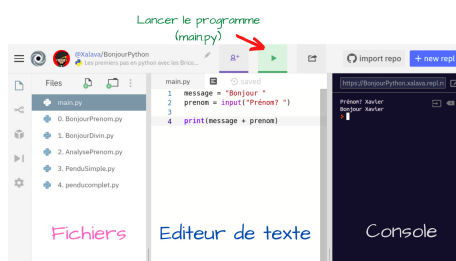 Lancer le programme
(main.py)
@Xalava/BonjourPython
Les premiers pas en python avec les Brico...
saved
import repo
+ new repl
Files
main.py
0. BonjourPrenom.py
1. BonjourDivin.py
2. AnalysePrenom.py
3. PenduSimple.py
4. penducomplet.py
main.py
1 message = "Bonjour "
2 prenom = input("Prénom? ")
3
4 print(message + prenom)
https://BonjourPython.xalava.repl.r
Prénom? Xavier
Bonjour Xavier
Fichiers
Editeur de texte
Console